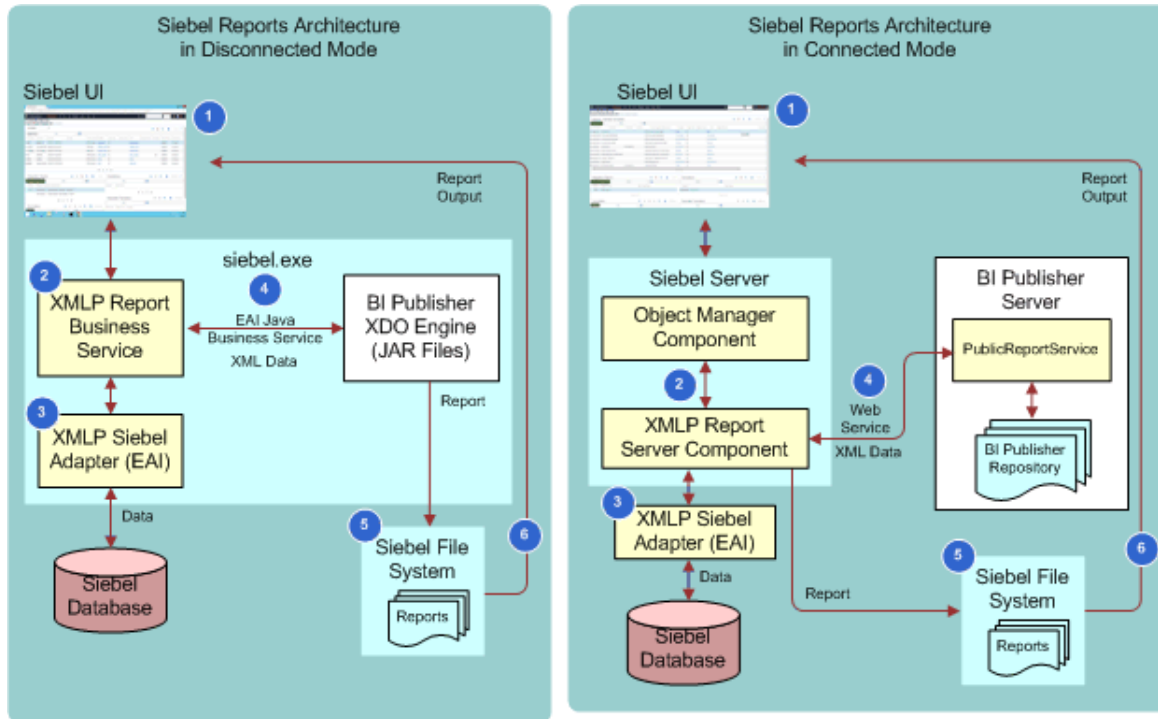 Siebel Reports Architecture
in Disconnected Mode
Siebel UI
1
Report
Output
siebel.exe
2
XMLP Report
Business
Service
4
EAI Java
Business Service
XML Data
BI Publisher
XDO Engine
(JAR Files)
3
XMLP Siebel
Adapter (EAI)
Report
Data
Siebel
Database
5
Siebel File
System
Reports
6
Siebel Reports Architecture
in Connected Mode
Siebel UI
1
Report
Output
Siebel Server
Object Manager
Component
2
XMLP Report
Server Component
4
Web
Service
XML Data
BI Publisher
Server
PublicReportService
BI Publisher
Repository
3
XMLP Siebel
Adapter (EAI)
Data
Siebel
Database
Report
5
Siebel File
System
Reports
6